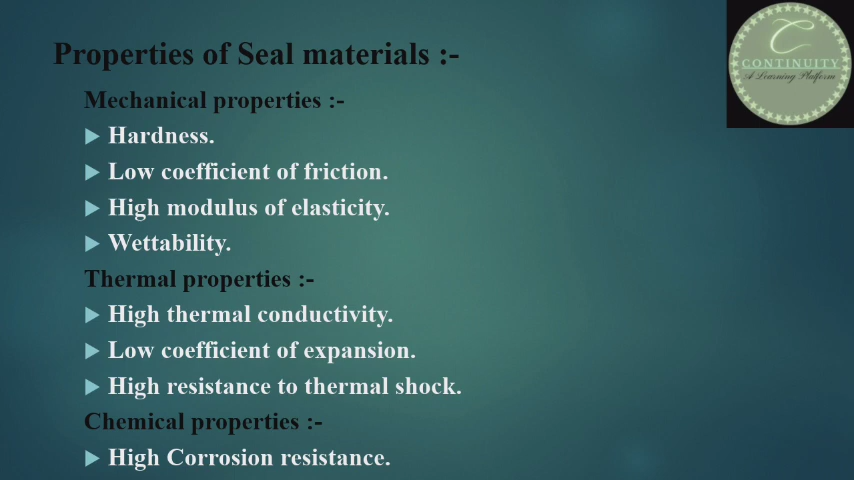 Properties of Seal materials :-
Mechanical properties :-
Hardness.
Low coefficient of friction.
High modulus of elasticity.
Wettability.
Thermal properties :-
High thermal conductivity.
Low coefficient of expansion.
High resistance to thermal shock.
Chemical properties :-
High Corrosion resistance.
C
CONTINUITY
A Learning Platform